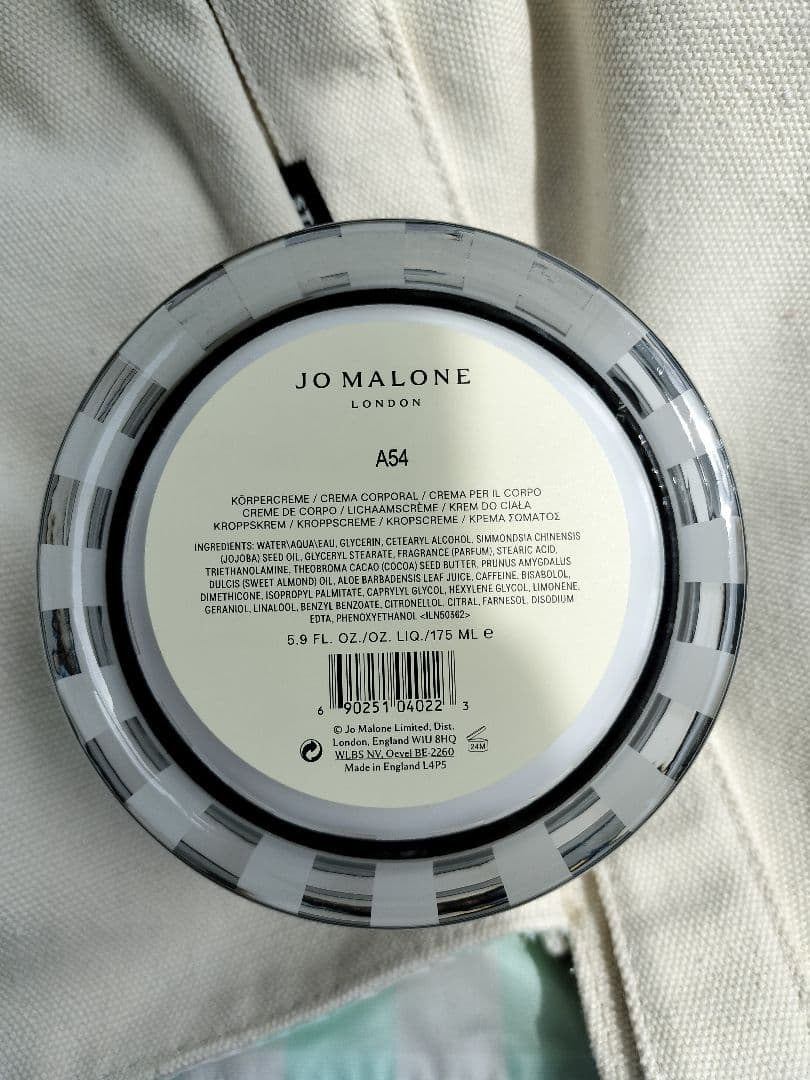 JO MALONE
LONDON
A54
KÖRPERCREME / CREMA CORPORAL / CREMA PER IL CORPO
CREME DE CORPO / LICHAAMSCRÈME / KREM DO CIAŁA
KROPPSKREM / KROPPSCREME / KROPSCREME / ΚΡΕΜΑ ΣΩΜΑΤΟΣ
INGREDIENTS: WATER\AQUA\EAU, GLYCERIN, CETEARYL ALCOHOL, SIMMONDSIA CHINENSIS
(JOJOBA) SEED OIL, GLYCERYL STEARATE, FRAGRANCE (PARFUM), STEARIC ACID,
TRIETHANOLAMINE, THEOBROMA CACAO (COCOA) SEED BUTTER, PRUNUS AMYGDALUS
DULCIS (SWEET ALMOND) OIL, ALOE BARBADENSIS LEAF JUICE, CAFFEINE, BISABOLOL,
DIMETHICONE, ISOPROPYL PALMITATE, CAPRYLYL GLYCOL, HEXYLENE GLYCOL, LIMONENE,
GERANIOL, LINALOOL, BENZYL BENZOATE, CITRONELLOL, CITRAL, FARNESOL, DISODIUM
EDTA, PHENOXYETHANOL <ILN50362>
5.9 FL. OZ./OZ. LIQ./175 ML e
6 90251 04022 3
© Jo Malone Limited, Dist.
London, England W1U 8HQ
WLBS NV, Oevel BE-2260
Made in England L4P5
24M